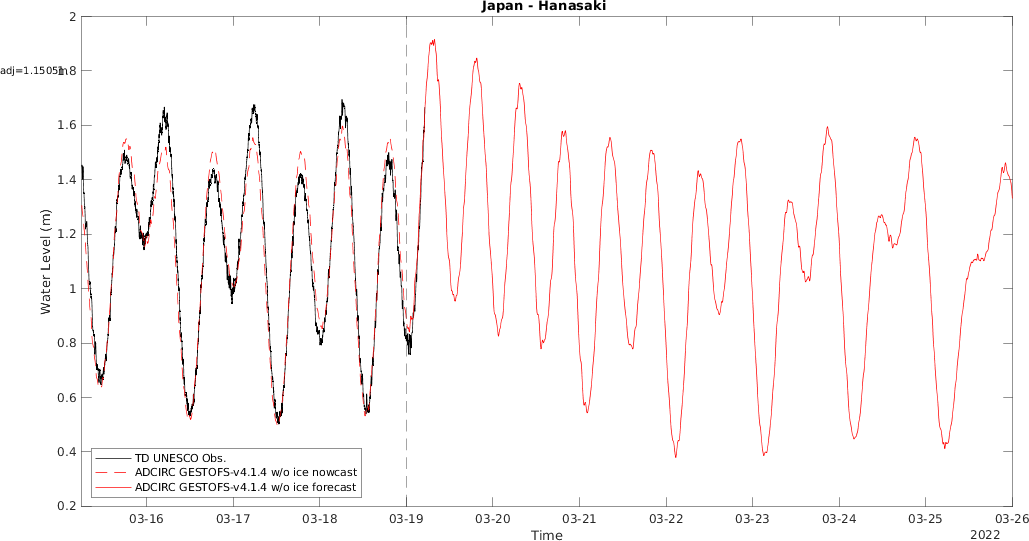 Japan - Hanasaki
2
adj=1.1505m
1.8
1.6
1.4
1.2
1
0.8
0.6
0.4
0.2
Water Level (m)
TD UNESCO Obs.
ADCIRC GESTOFS-v4.1.4 w/o ice nowcast
ADCIRC GESTOFS-v4.1.4 w/o ice forecast
03-16 03-17 03-18 03-19 03-20 03-21 03-22 03-23 03-24 03-25 03-26
Time
2022